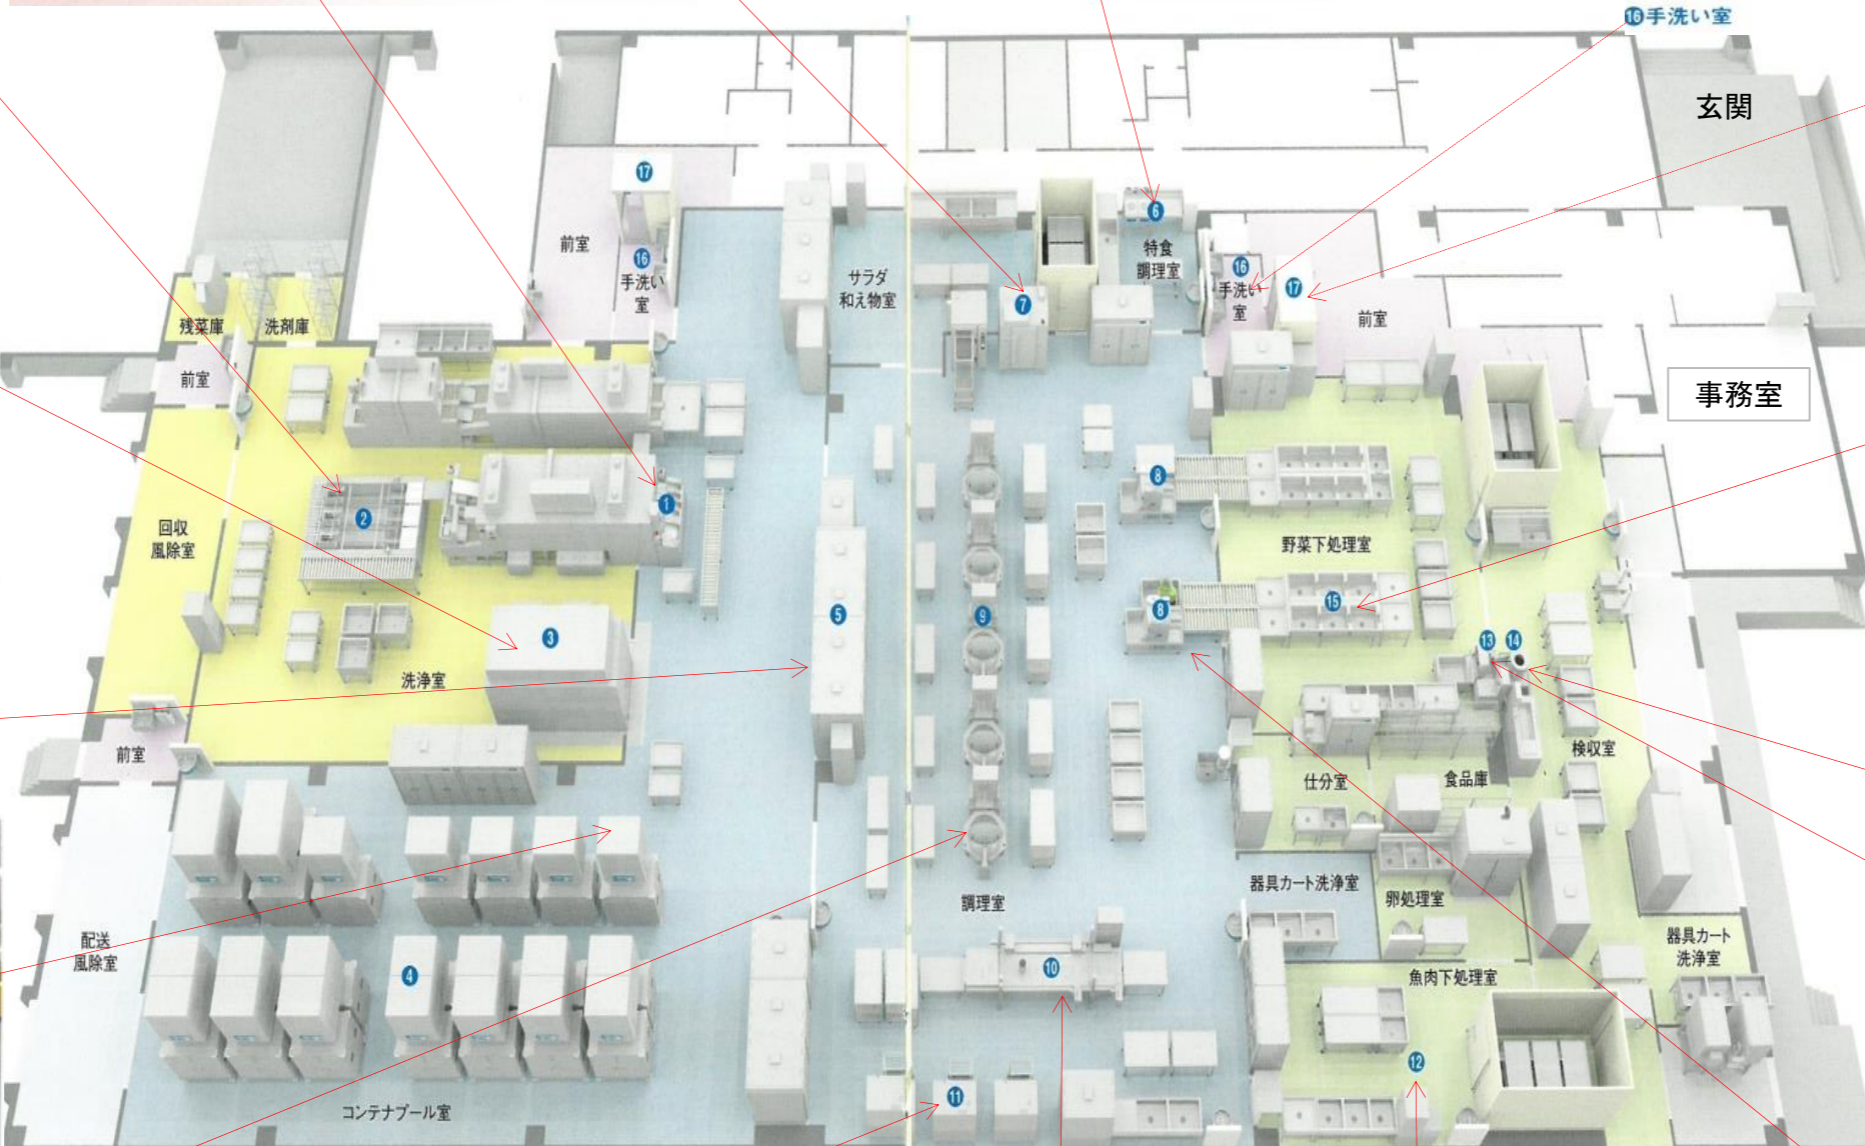 ⑯手洗い室
玄関
⑰
⑥
前室
特食
調理室
⑯
手洗い
室
サラダ
和え物室
⑦
⑯
手洗い
室
⑰
前室
残菜庫
洗剤庫
前室
事務室
①
②
⑧
回収
風除室
野菜下処理室
③
⑤
⑨
⑧
⑮
⑬
⑭
洗浄室
前室
検収室
仕分室
食品庫
調理室
器具カート洗浄室
卵処理室
配送
風除室
④
⑩
魚肉下処理室
器具カート
洗浄室
⑫
⑪
コンテナプール室